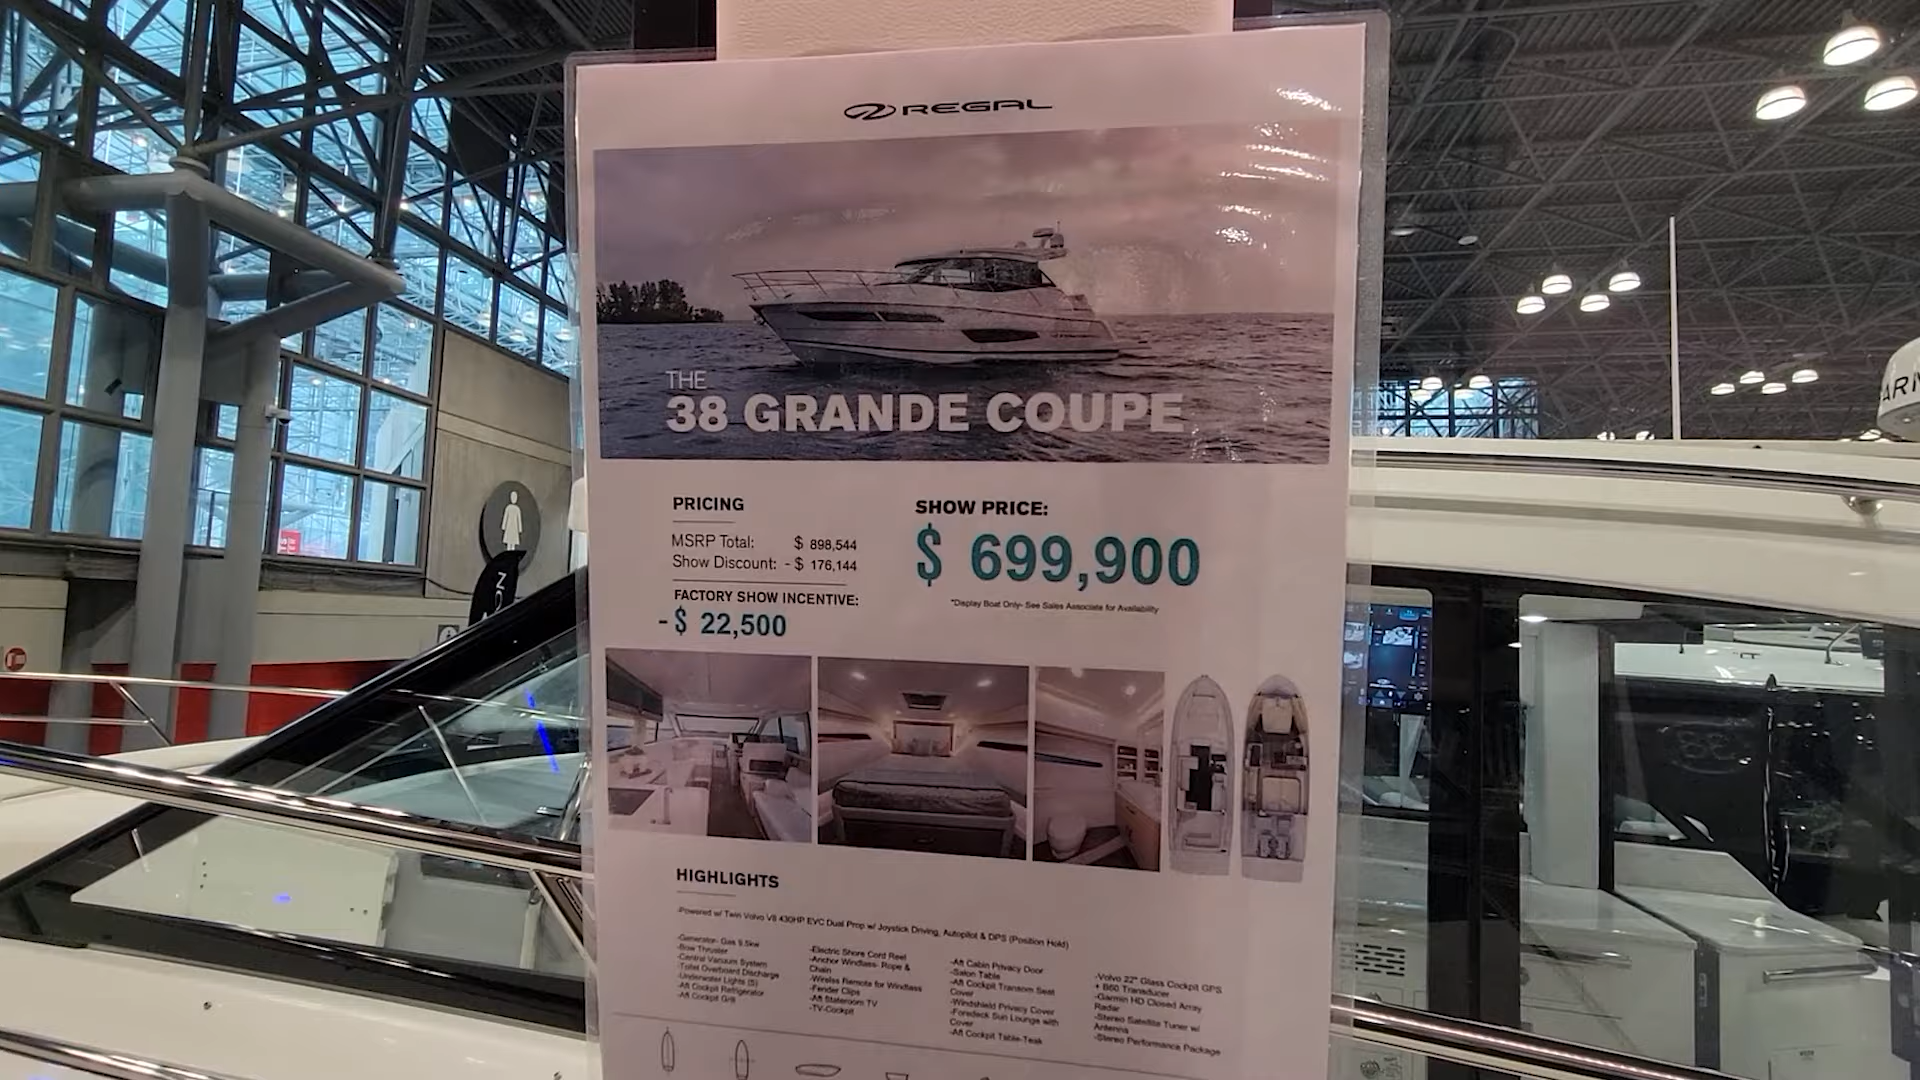 REGAL
THE
38 GRANDE COUPE
PRICING
MSRP Total: $ 898,544
Show Discount: - $ 176,144
FACTORY SHOW INCENTIVE:
- $ 22,500
SHOW PRICE:
$ 699,900
*Display Boat Only- See Sales Associate for Availability
HIGHLIGHTS
-Powered w/ Twin Volvo V8 430HP EVC Dual Prop w/ Joystick Driving, Autopilot & DPS (Position Hold)
-Generator- Gas 9.5kw
-Bow Thruster
-Central Vacuum System
-Toilet Overboard Discharge
-Underwater Lights (5)
-Aft Cockpit Refrigerator
-Aft Cockpit Grill
-Electric Shore Cord Reel
-Anchor Windlass- Rope &
Chain
-Wirelss Remote for Windlass
-Fender Clips
-Aft Stateroom TV
-TV-Cockpit
-Aft Cabin Privacy Door
-Salon Table
-Aft Cockpit Transom Seat
Cover
-Windshield Privacy Cover
-Foredeck Sun Lounge with
Cover
-Aft Cockpit Table-Teak
-Volvo 22" Glass Cockpit GPS
+ B60 Transducer
-Garmin HD Closed Array
Radar
-Stereo Satellite Tuner w/
Antenna
-Stereo Performance Package